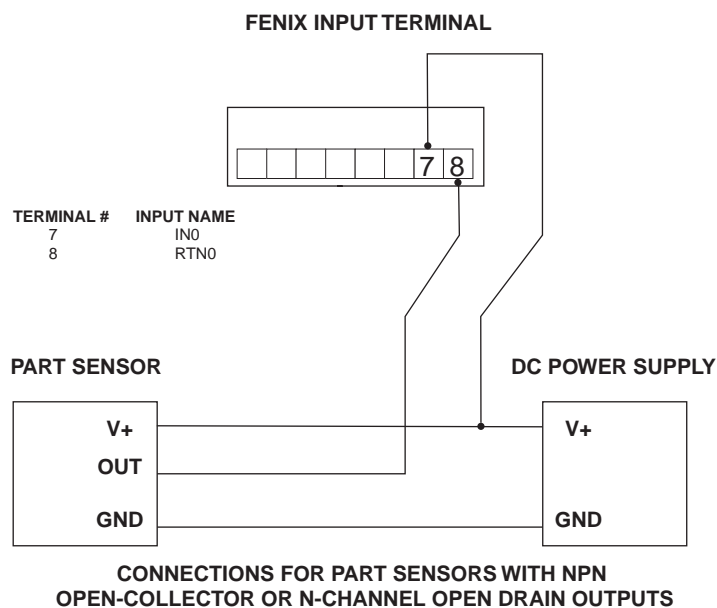 FENIX INPUT TERMINAL
7 8
TERMINAL # INPUT NAME
7 IN0
8 RTN0
PART SENSOR
DC POWER SUPPLY
V+
OUT
GND
V+
GND
CONNECTIONS FOR PART SENSORS WITH NPN
OPEN-COLLECTOR OR N-CHANNEL OPEN DRAIN OUTPUTS